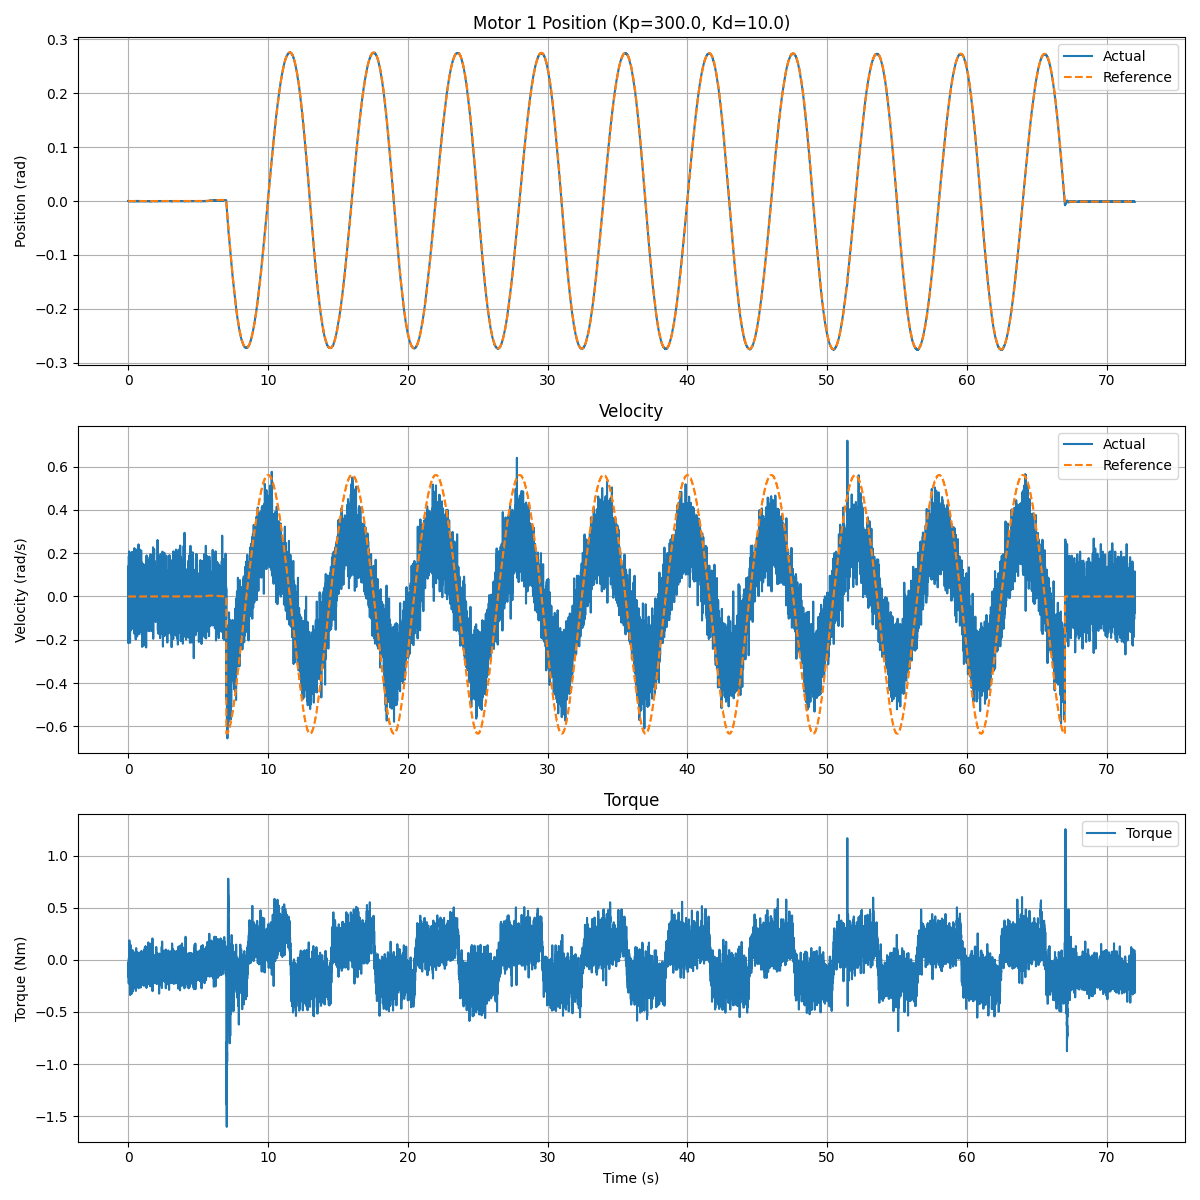 Motor 1 Position (Kp=300.0, Kd=10.0)
Position (rad)
0.3
0.2
0.1
0.0
−0.1
−0.2
−0.3
0 10 20 30 40 50 60 70
Actual
Reference
Velocity
Velocity (rad/s)
0.6
0.4
0.2
0.0
−0.2
−0.4
−0.6
0 10 20 30 40 50 60 70
Actual
Reference
Torque
Torque (Nm)
1.0
0.5
0.0
−0.5
−1.0
−1.5
0 10 20 30 40 50 60 70
Torque
Time (s)